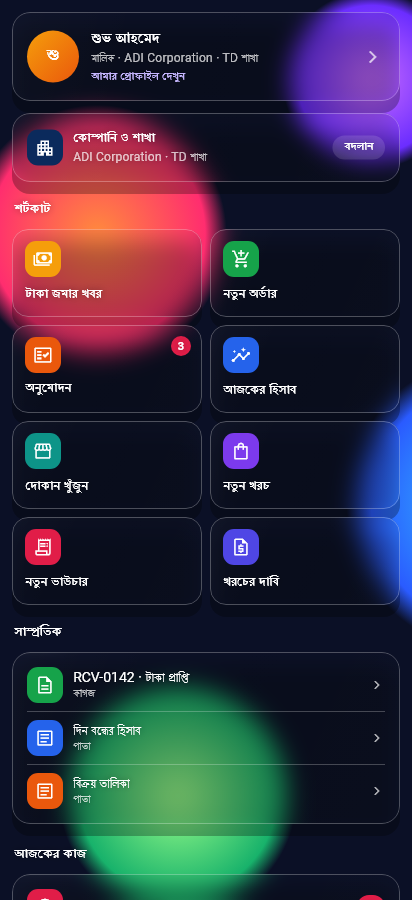 শুভ আহমেদ
শু
মালিক · ADI Corporation · TD শাখা
আমার প্রোফাইল দেখুন
কোম্পানি ও শাখা
ADI Corporation · TD শাখা
বদলান
শর্টকাট
টাকা জমার খবর
নতুন অর্ডার
3
অনুমোদন
আজকের হিসাব
দোকান খুঁজুন
নতুন খরচ
নতুন ভাউচার
খরচের দাবি
সাম্প্রতিক
RCV-0142 · টাকা প্রাপ্তি
কাগজ
দিন বন্ধের হিসাব
পাতা
বিক্রয় তালিকা
পাতা
আজকের কাজ